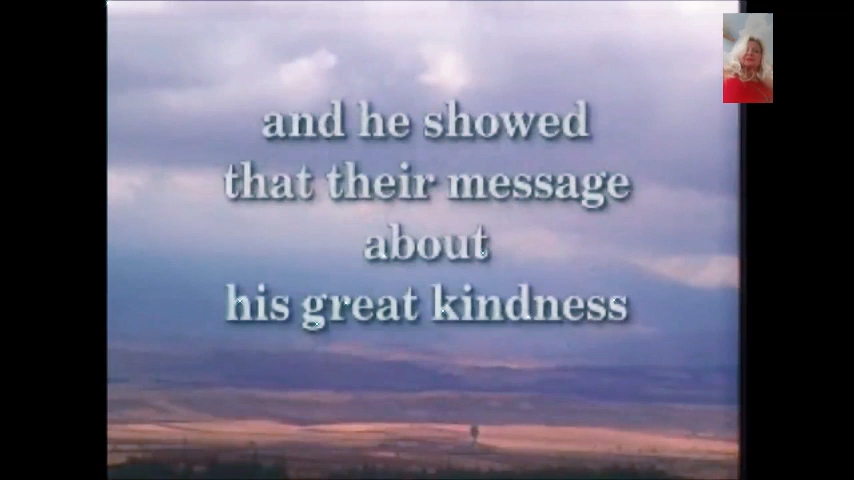 and he showed
that their message
about
his great kindness